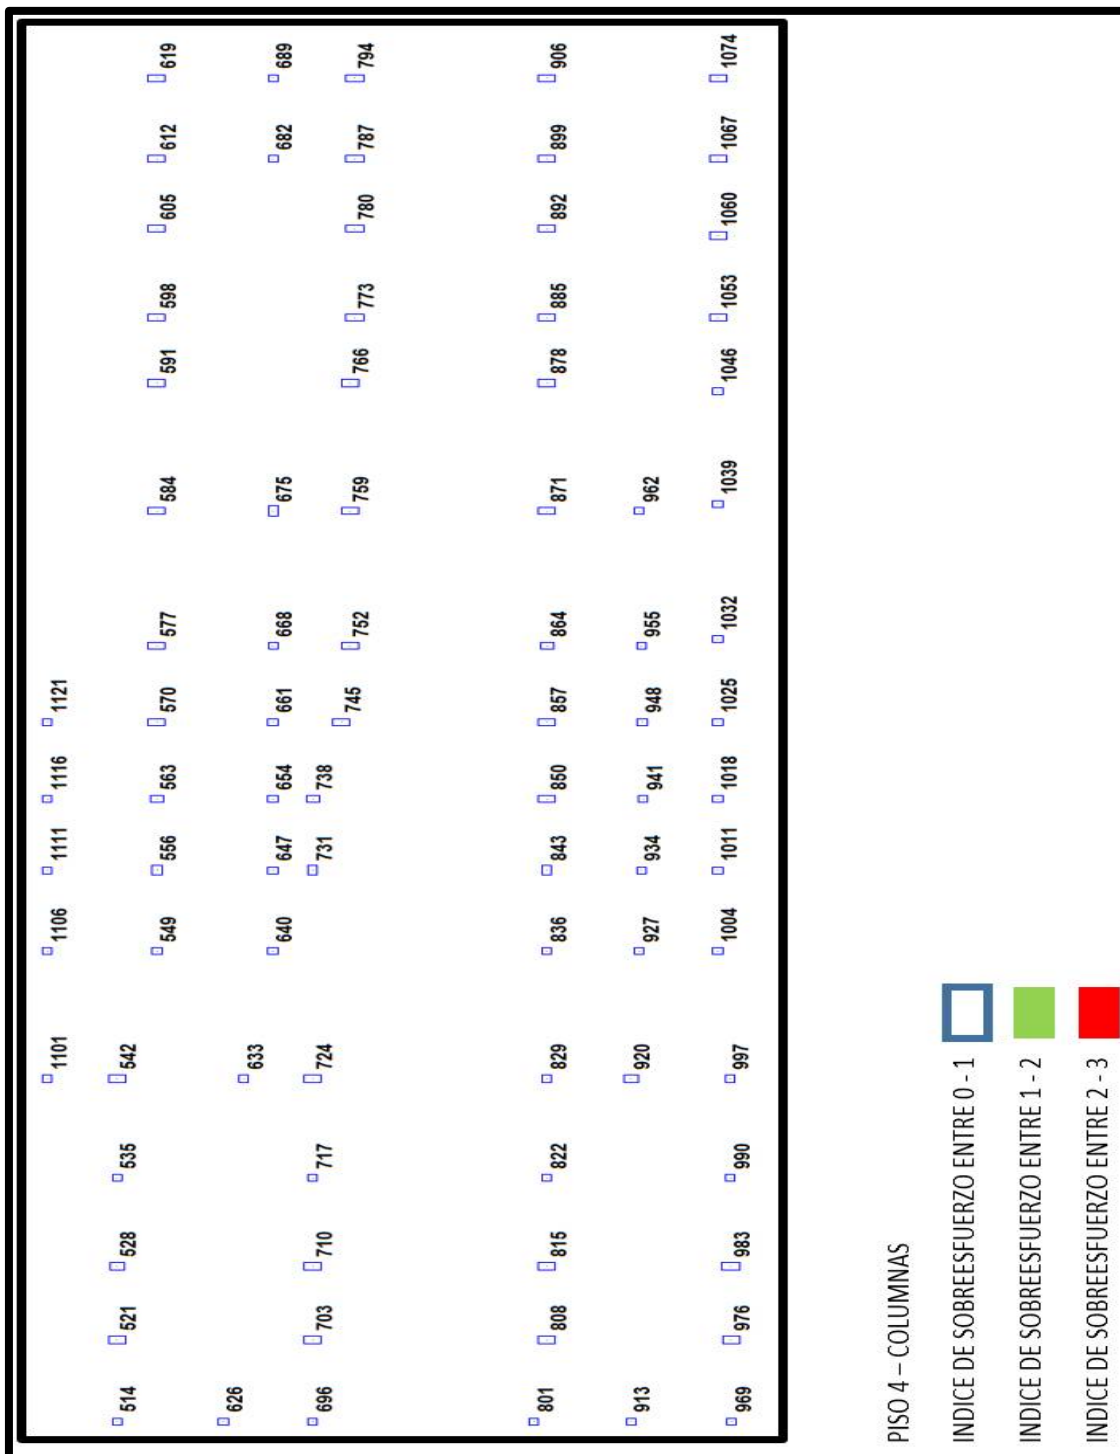 1101 1106 1111 1116 1121
514 521 528 535 542 549 556 563 570 577 584 591 598 605 612 619
626 633 640 647 654 661 668 675 682 689
696 703 710 717 724 731 738 745 752 759 766 773 780 787 794
801 808 815 822 829 836 843 850 857 864 871 878 885 892 899 906
913 920 927 934 941 948 955 962
969 976 983 990 997 1004 1011 1018 1025 1032 1039 1046 1053 1060 1067 1074
PISO 4 – COLUMNAS
INDICE DE SOBREESFUERZO ENTRE 0 - 1
INDICE DE SOBREESFUERZO ENTRE 1 - 2
INDICE DE SOBREESFUERZO ENTRE 2 - 3